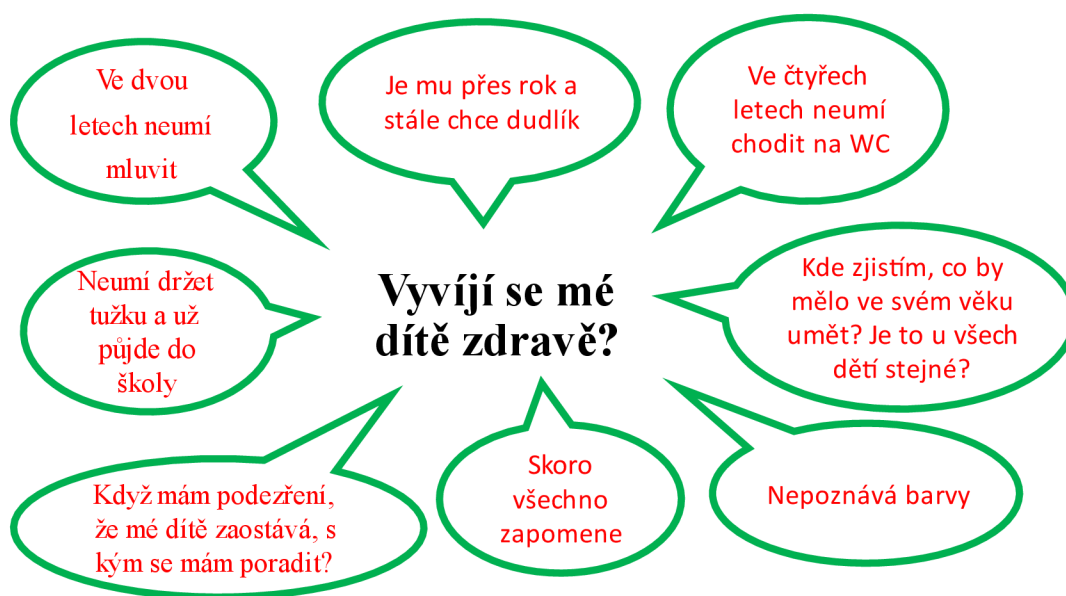 Ve dvou
letech neumí
mluvit
Je mu přes rok a
stále chce dudlík
Ve čtyřech
letech neumí
chodit na WC
Neumí držet
tužku a už
půjde do
školy
Vyvíjí se mé
dítě zdravě?
Kde zjistím, co by
mělo ve svém věku
umět? Je to u všech
dětí stejné?
Když mám podezření,
že mé dítě zaostává, s
kým se mám poradit?
Skoro
všechno
zapomene
Nepoznává barvy